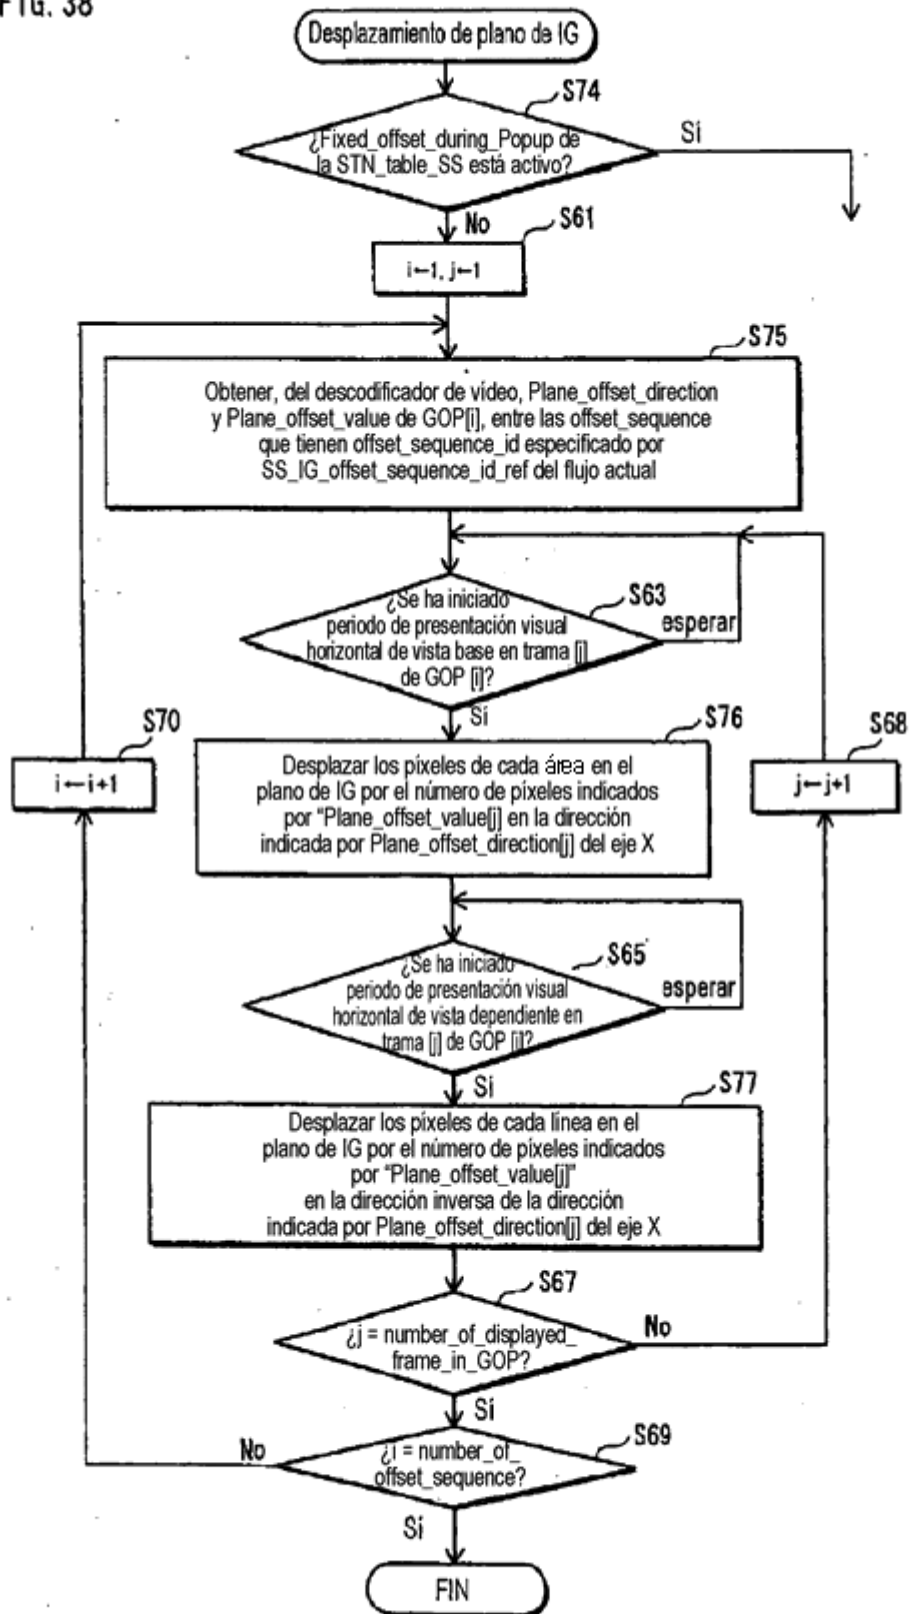 FIG. 38
Desplazamiento de plano de IG
S74
¿Fixed_offset_during_Popup de
la STN_table_SS está activo?
Sí
No
S61
i←1, j←1
S75
Obtener, del descodificador de vídeo, Plane_offset_direction
y Plane_offset_value de GOP[i], entre las offset_sequence
que tienen offset_sequence_id especificado por
SS_IG_offset_sequence_id_ref del flujo actual
S63
¿Se ha iniciado
periodo de presentación visual
horizontal de vista base en trama [j]
de GOP [i]?
esperar
Sí
S76
S70
S68
Desplazar los píxeles de cada área en el
plano de IG por el número de píxeles indicados
por "Plane_offset_value[j] en la dirección
indicada por Plane_offset_direction[j] del eje X
i←i+1
j←j+1
S65
¿Se ha iniciado
periodo de presentación visual
horizontal de vista dependiente en
trama [j] de GOP [i]?
esperar
Sí
S77
Desplazar los píxeles de cada línea en el
plano de IG por el número de píxeles indicados
por "Plane_offset_value[j]"
en la dirección inversa de la dirección
indicada por Plane_offset_direction[j] del eje X
S67
¿j = number_of_displayed_
frame_in_GOP?
No
Sí
S69
¿i = number_of_
offset_sequence?
No
Sí
FIN